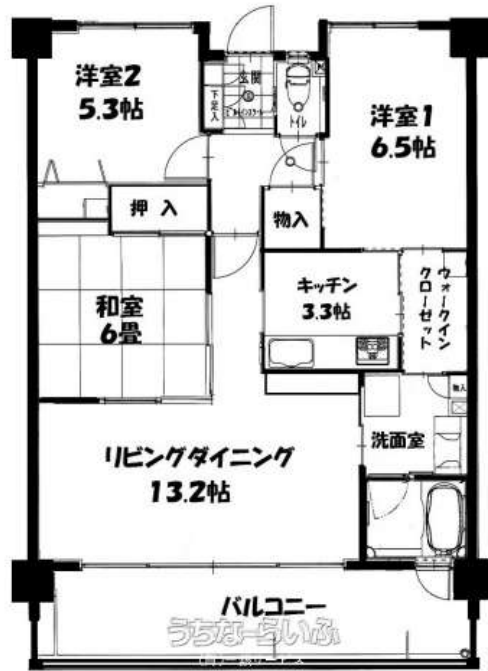 洋室2
5.3帖
玄関
下足入
トイレ
洋室1
6.5帖
押入
物入
和室
6畳
キッチン
3.3帖
ウォークイン
クローゼット
物入
洗面室
リビングダイニング
13.2帖
バルコニー
うちなーらいふ